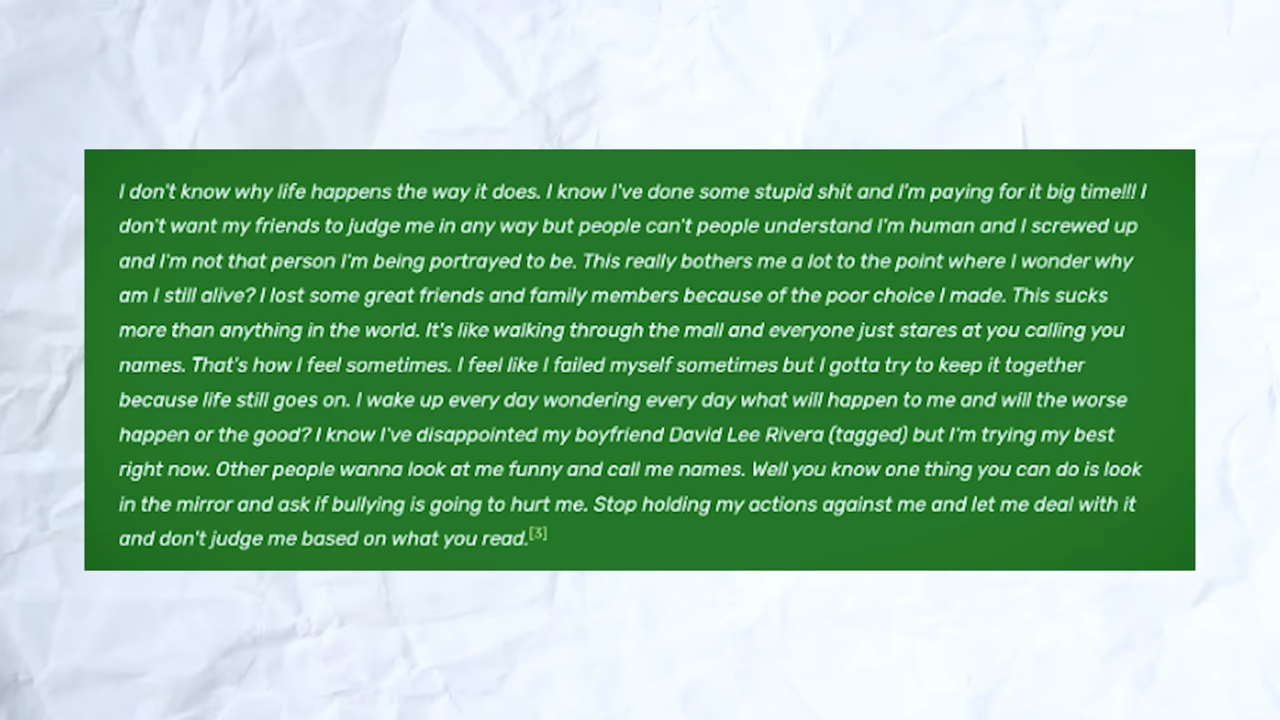 I don't know why life happens the way it does. I know I've done some stupid shit and I'm paying for it big time!!! I
don't want my friends to judge me in any way but people can't people understand I'm human and I screwed up
and I'm not that person I'm being portrayed to be. This really bothers me a lot to the point where I wonder why
am I still alive? I lost some great friends and family members because of the poor choice I made. This sucks
more than anything in the world. It's like walking through the mall and everyone just stares at you calling you
names. That's how I feel sometimes. I feel like I failed myself sometimes but I gotta try to keep it together
because life still goes on. I wake up every day wondering every day what will happen to me and will the worse
happen or the good? I know I've disappointed my boyfriend David Lee Rivera (tagged) but I'm trying my best
right now. Other people wanna look at me funny and call me names. Well you know one thing you can do is look
in the mirror and ask if bullying is going to hurt me. Stop holding my actions against me and let me deal with it
and don't judge me based on what you read.[3]